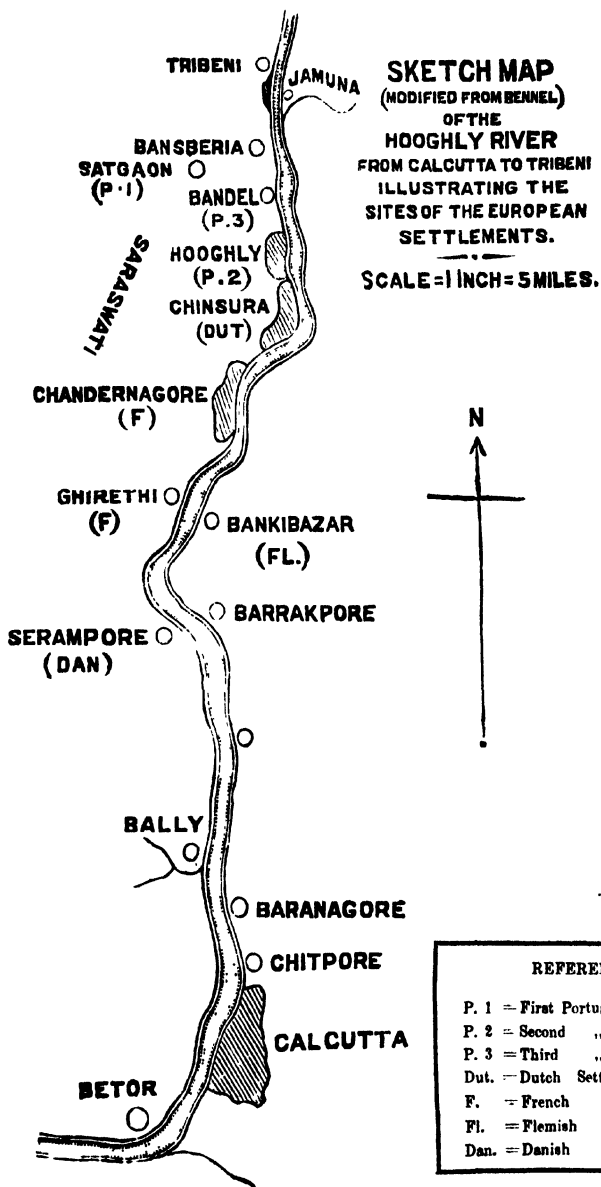 SKETCH MAP
(MODIFIED FROM BENNEL)
OF THE
HOOGHLY RIVER
FROM CALCUTTA TO TRIBENI
ILLUSTRATING THE
SITES OF THE EUROPEAN
SETTLEMENTS.
SCALE=1 INCH=5 MILES.
TRIBENI
JAMUNA
BANSBERIA
SATGAON
(P.1)
BANDEL
(P.3)
HOOGHLY
(P.2)
SARASWATI
CHINSURA
(DUT)
CHANDERNAGORE
(F)
N
GHIRETHI
(F)
BANKIBAZAR
(FL.)
BARRAKPORE
SERAMPORE
(DAN)
BALLY
BARANAGORE
CHITPORE
CALCUTTA
BETOR
P. 1 = First
P. 2 = Second ,,
P. 3 = Third ,,
Dut. = Dutch
F. = French
Fl. = Flemish
Dan. = Danish